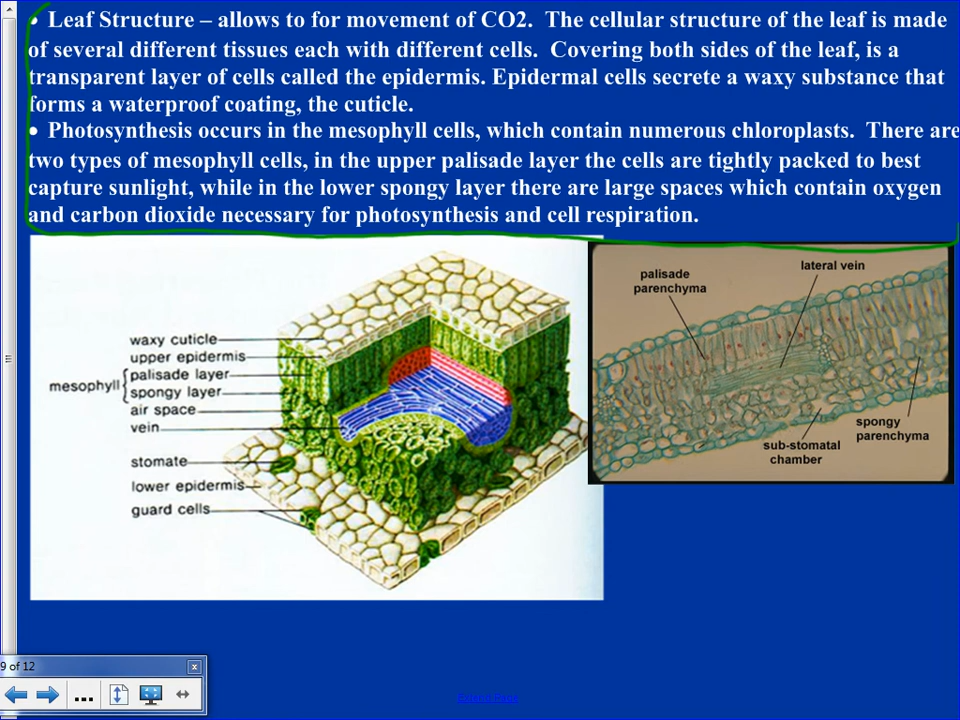 • Leaf Structure – allows to for movement of CO2. The cellular structure of the leaf is made
of several different tissues each with different cells. Covering both sides of the leaf, is a
transparent layer of cells called the epidermis. Epidermal cells secrete a waxy substance that
forms a waterproof coating, the cuticle.
• Photosynthesis occurs in the mesophyll cells, which contain numerous chloroplasts. There are
two types of mesophyll cells, in the upper palisade layer the cells are tightly packed to best
capture sunlight, while in the lower spongy layer there are large spaces which contain oxygen
and carbon dioxide necessary for photosynthesis and cell respiration.
waxy cuticle
upper epidermis
mesophyll
palisade layer
spongy layer
air space
vein
stomate
lower epidermis
guard cells
palisade
parenchyma
lateral vein
spongy
parenchyma
sub-stomatal
chamber
9 of 12